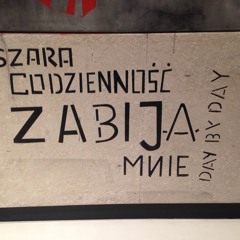 SZARA
CODZIENNOŚĆ
ZABIJA
MNIE
DAY BY DAY